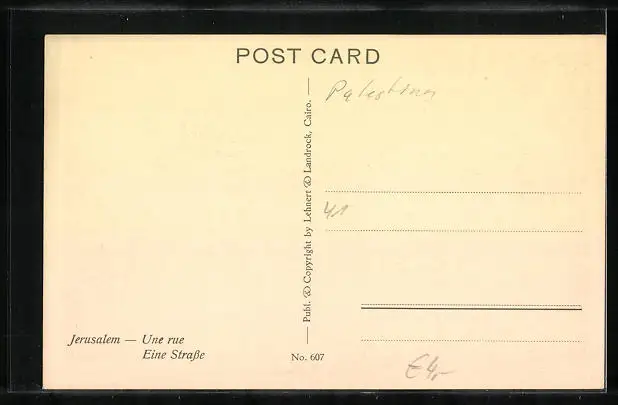 POST CARD
Palestina
Publ. & Copyright by Lehnert & Landrock, Cairo.
41
Jerusalem — Une rue
Eine Straße
No. 607
€4,-